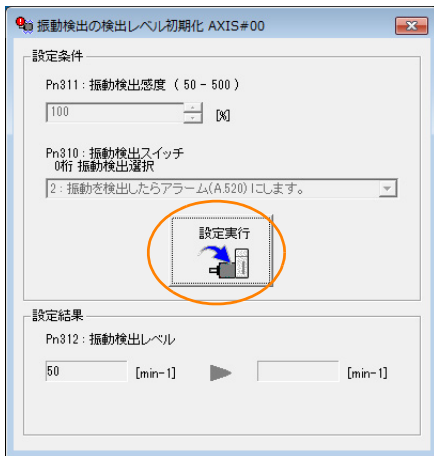 振動検出の検出レベル初期化 AXIS#00
設定条件
Pn311：振動検出感度 ( 50 - 500 )
100 [%]
Pn310：振動検出スイッチ
0桁 振動検出選択
2：振動を検出したらアラーム(A.520)にします。
設定実行
設定結果
Pn312：振動検出レベル
50 [min-1] [min-1]